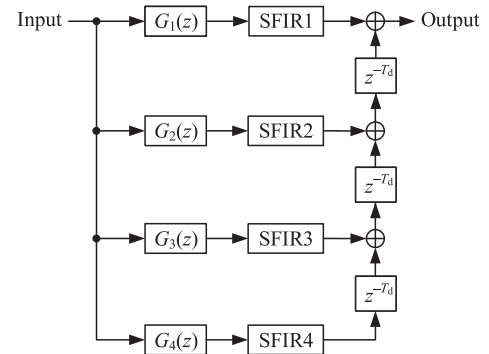 Input G₁(z) SFIR1 Output
z⁻ᵀᵈ
G₂(z) SFIR2
z⁻ᵀᵈ
G₃(z) SFIR3
z⁻ᵀᵈ
G₄(z) SFIR4